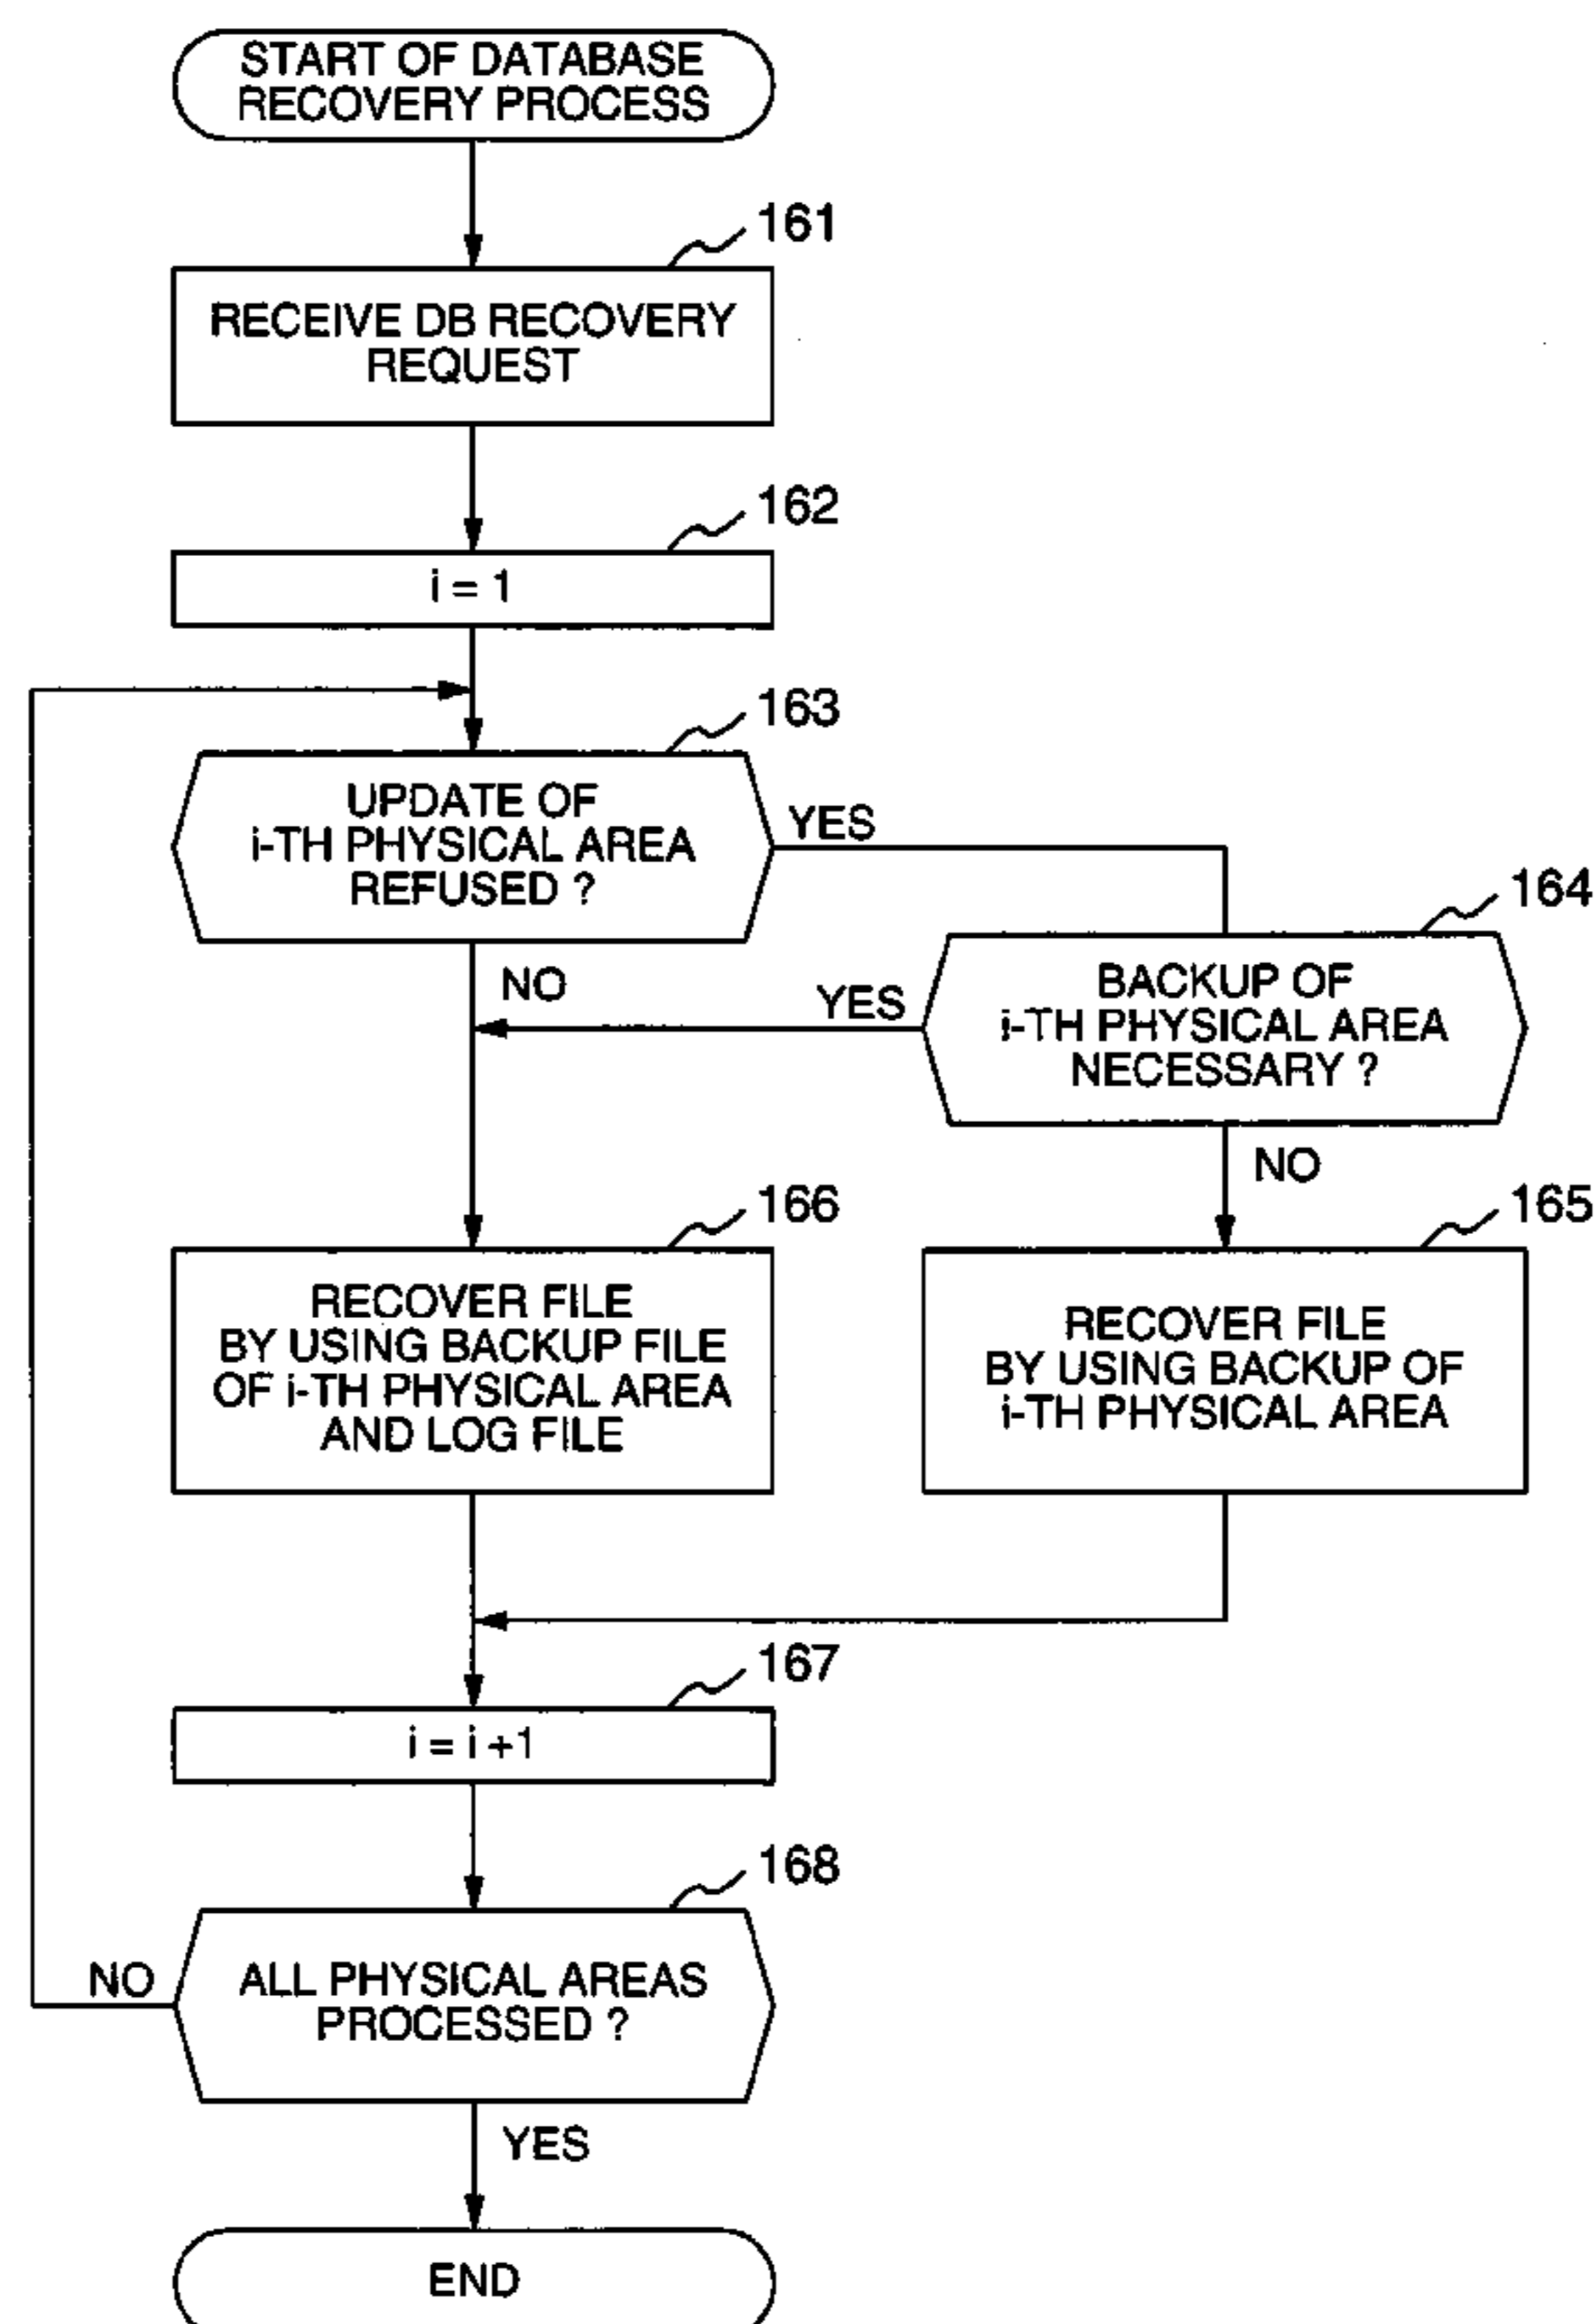 START OF DATABASE
RECOVERY PROCESS
161
RECEIVE DB RECOVERY
REQUEST
162
i = 1
163
UPDATE OF
i-TH PHYSICAL AREA
REFUSED ?
YES
NO
164
BACKUP OF
i-TH PHYSICAL AREA
NECESSARY ?
YES
NO
166
RECOVER FILE
BY USING BACKUP FILE
OF i-TH PHYSICAL AREA
AND LOG FILE
165
RECOVER FILE
BY USING BACKUP OF
i-TH PHYSICAL AREA
167
i = i +1
168
ALL PHYSICAL AREAS
PROCESSED ?
NO
YES
END